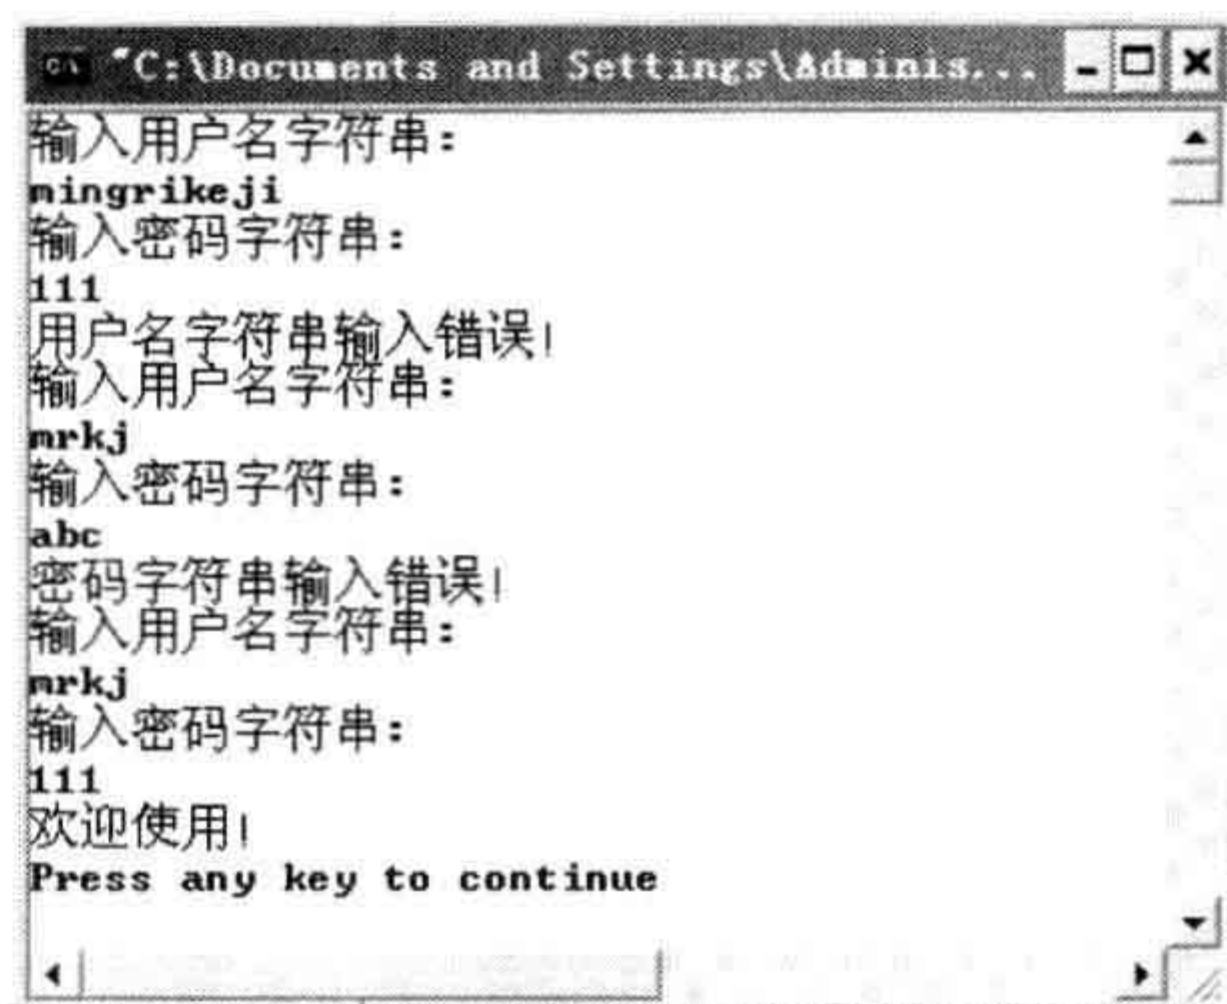 "C:\Documents and Settings\Adminis...
输入用户名字符串:
mingrikeji
输入密码字符串:
111
用户名字符串输入错误!
输入用户名字符串:
mrkj
输入密码字符串:
abc
密码字符串输入错误!
输入用户名字符串:
mrkj
输入密码字符串:
111
欢迎使用!
Press any key to continue